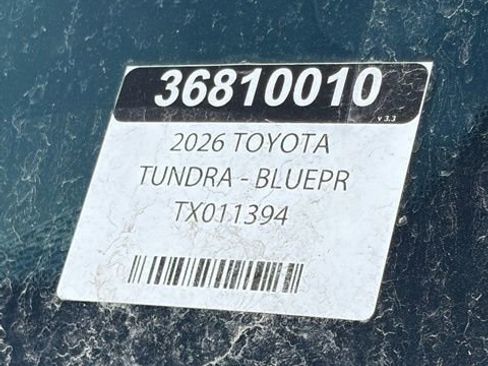 36810010
v 3.3
2026 TOYOTA
TUNDRA - BLUEPR
TX011394